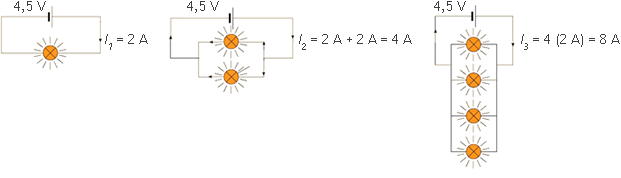 4,5 V
I1 = 2 A
4,5 V
I2 = 2 A + 2 A = 4 A
4,5 V
I3 = 4 (2 A) = 8 A